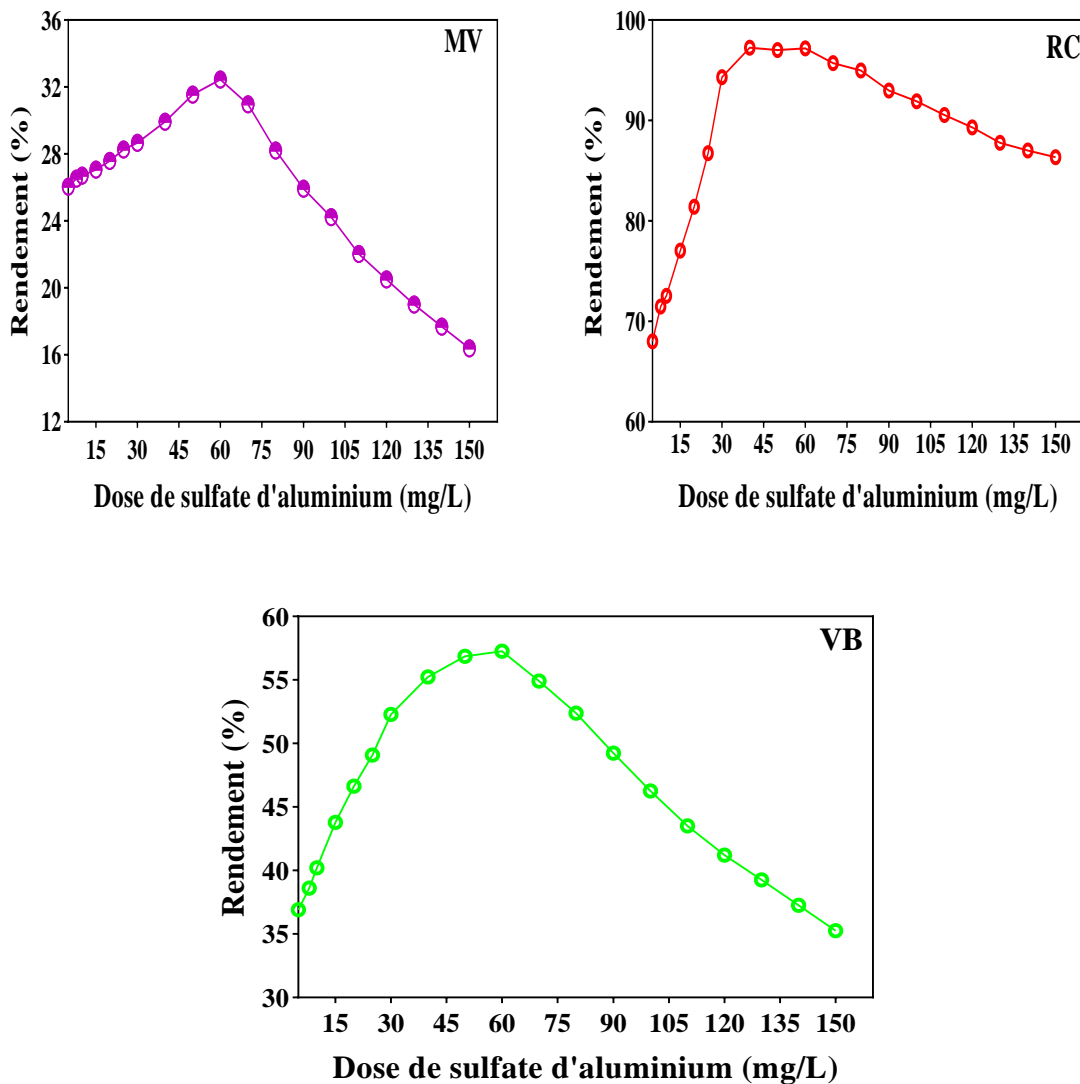 MV
Rendement (%)
36
32
28
24
20
16
12
15 30 45 60 75 90 105 120 135 150
Dose de sulfate d'aluminium (mg/L)
RC
Rendement (%)
100
90
80
70
60
15 30 45 60 75 90 105 120 135 150
Dose de sulfate d'aluminium (mg/L)
VB
Rendement (%)
60
55
50
45
40
35
30
15 30 45 60 75 90 105 120 135 150
Dose de sulfate d'aluminium (mg/L)